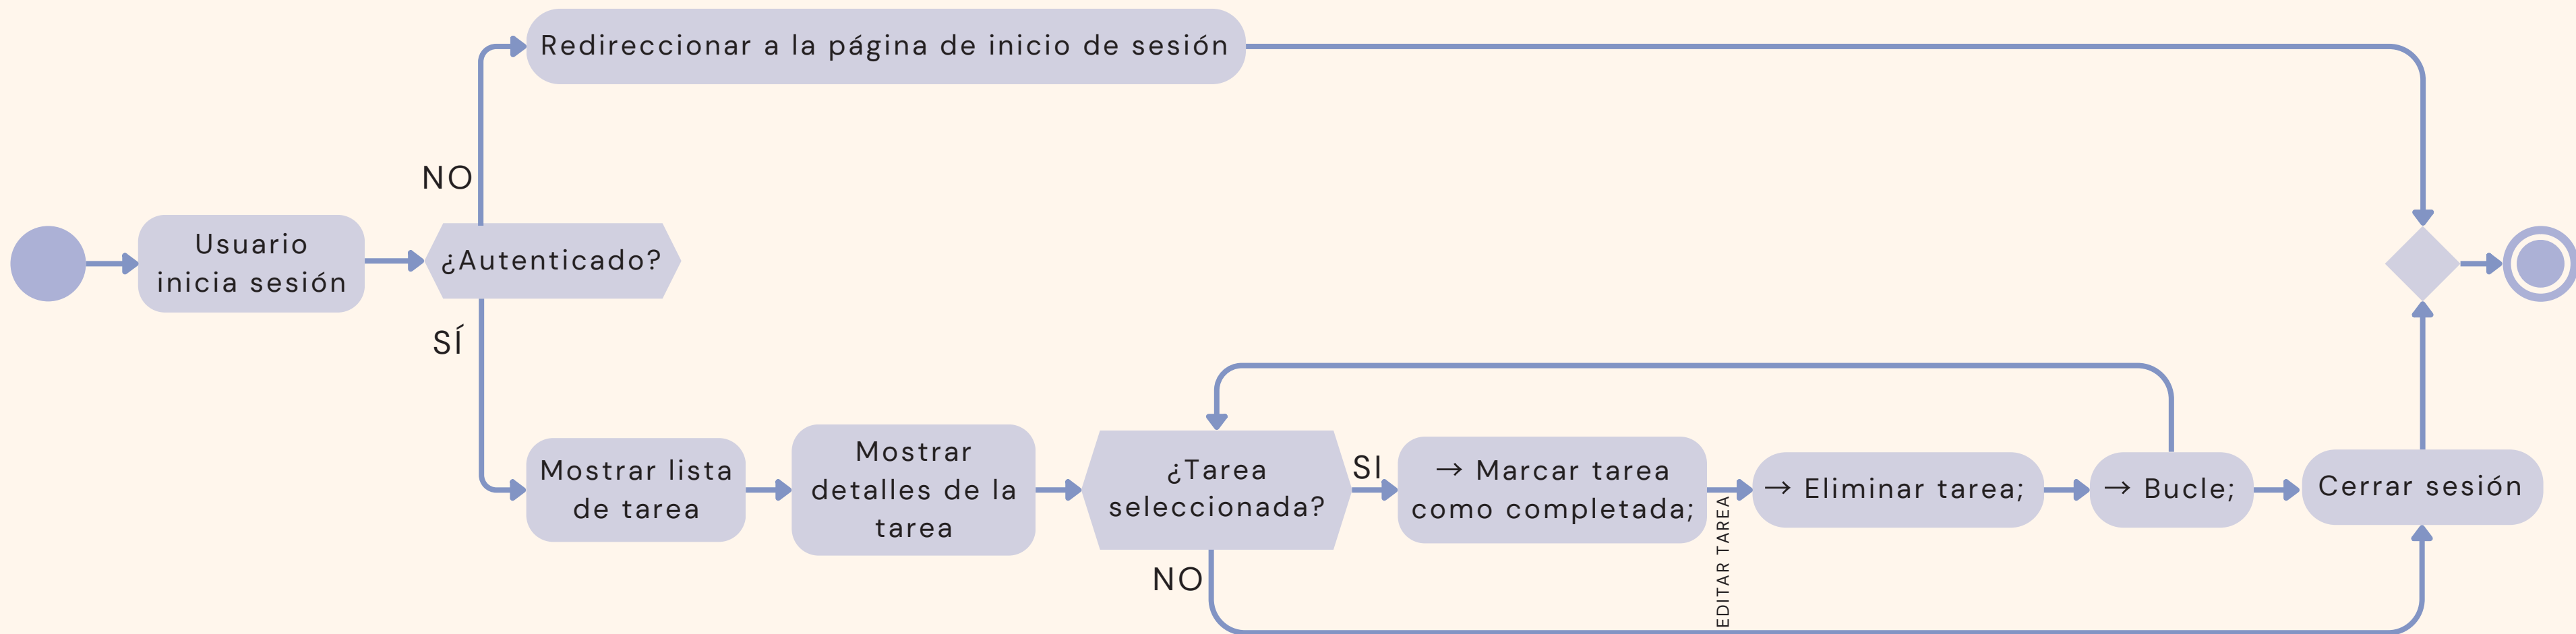 Redireccionar a la página de inicio de sesión
NO
Usuario
inicia sesión
¿Autenticado?
SÍ
Mostrar lista
de tarea
Mostrar
detalles de la
tarea
¿Tarea
seleccionada?
SI
→ Marcar tarea
como completada;
EDITAR TAREA
→ Eliminar tarea;
→ Bucle;
Cerrar sesión
NO